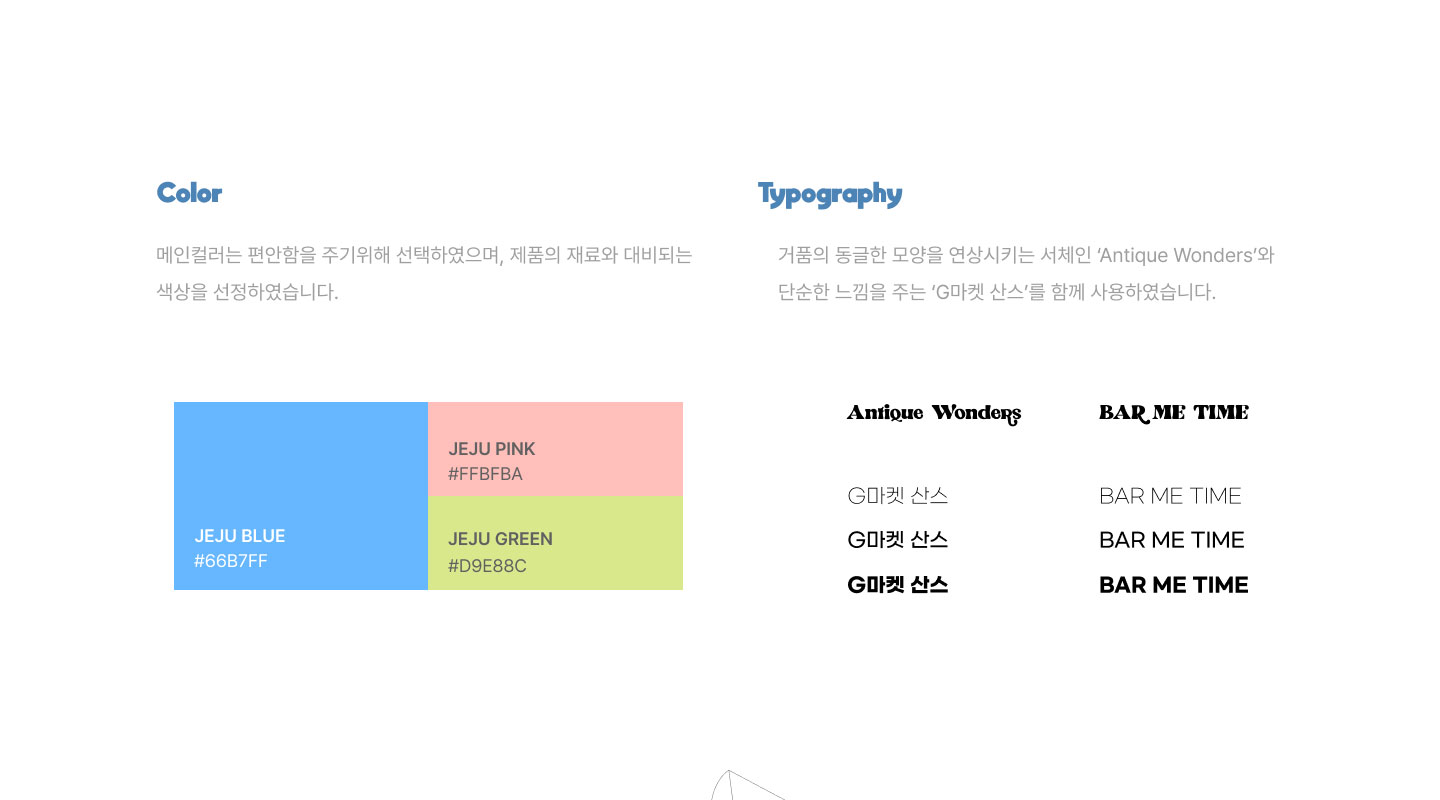 Color
메인컬러는 편안함을 주기위해 선택하였으며, 제품의 재료와 대비되는
색상을 선정하였습니다.
JEJU BLUE
#66B7FF
JEJU PINK
#FFBFBA
JEJU GREEN
#D9E88C
Typography
거품의 동글한 모양을 연상시키는 서체인 ‘Antique Wonders’와
단순한 느낌을 주는 ‘G마켓 산스’를 함께 사용하였습니다.
Antique Wonders
BAR ME TIME
G마켓 산스
BAR ME TIME
G마켓 산스
BAR ME TIME
G마켓 산스
BAR ME TIME